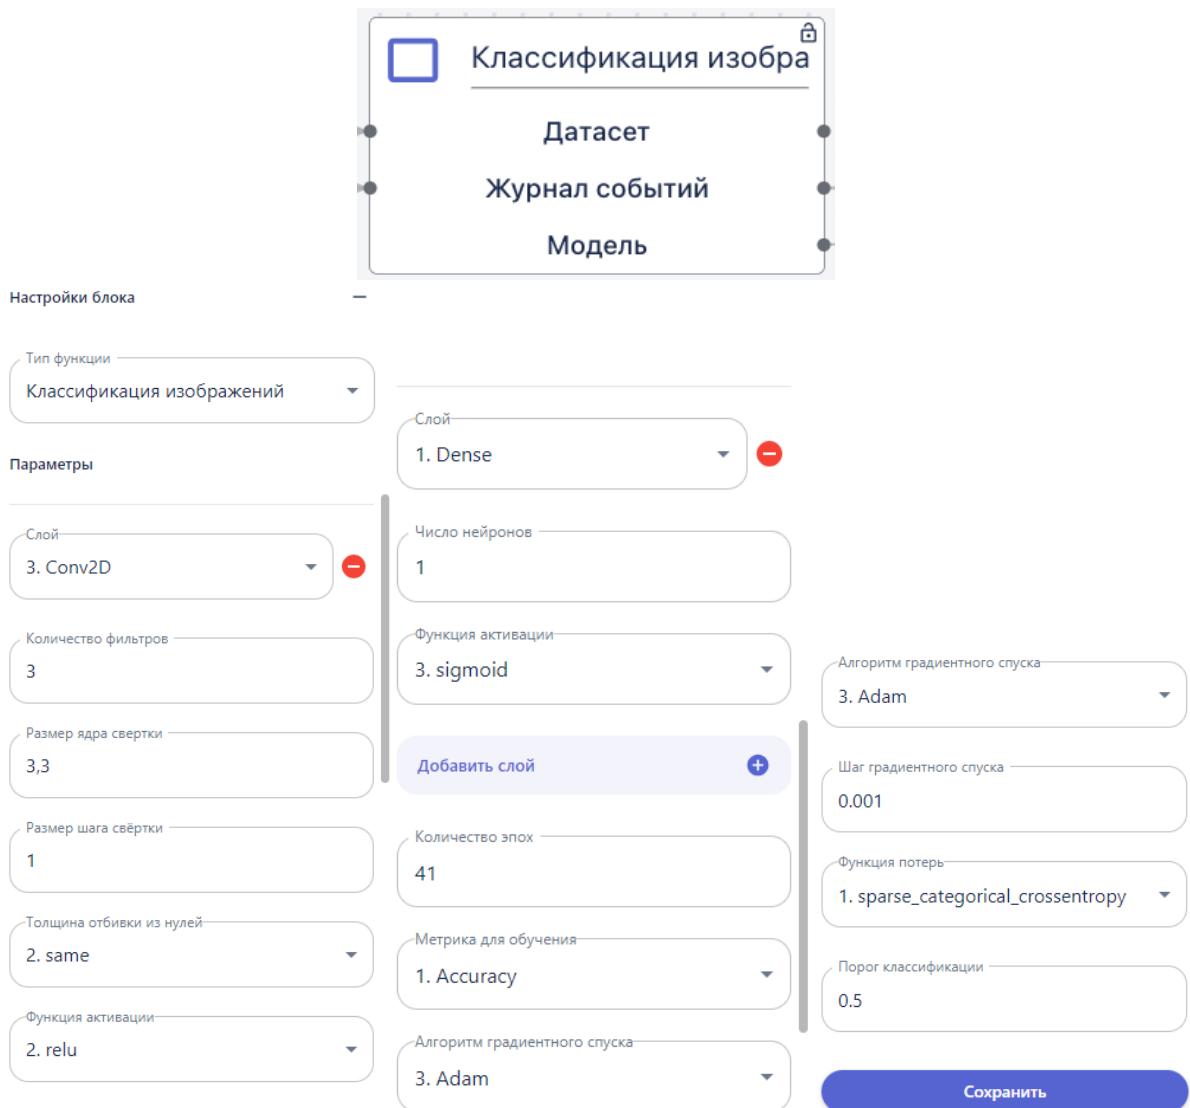 Классификация изобра
Датасет
Журнал событий
Модель
Настройки блока
Тип функции
Классификация изображений
Параметры
Слой
3. Conv2D
Количество фильтров
3
Размер ядра свертки
3,3
Размер шага свёртки
1
Толщина отбивки из нулей
2. same
Функция активации
2. relu
Слой
1. Dense
Число нейронов
1
Функция активации
3. sigmoid
Добавить слой
Количество эпох
41
Метрика для обучения
1. Accuracy
Алгоритм градиентного спуска
3. Adam
Алгоритм градиентного спуска
3. Adam
Шаг градиентного спуска
0.001
Функция потерь
1. sparse_categorical_crossentropy
Порог классификации
0.5
Сохранить